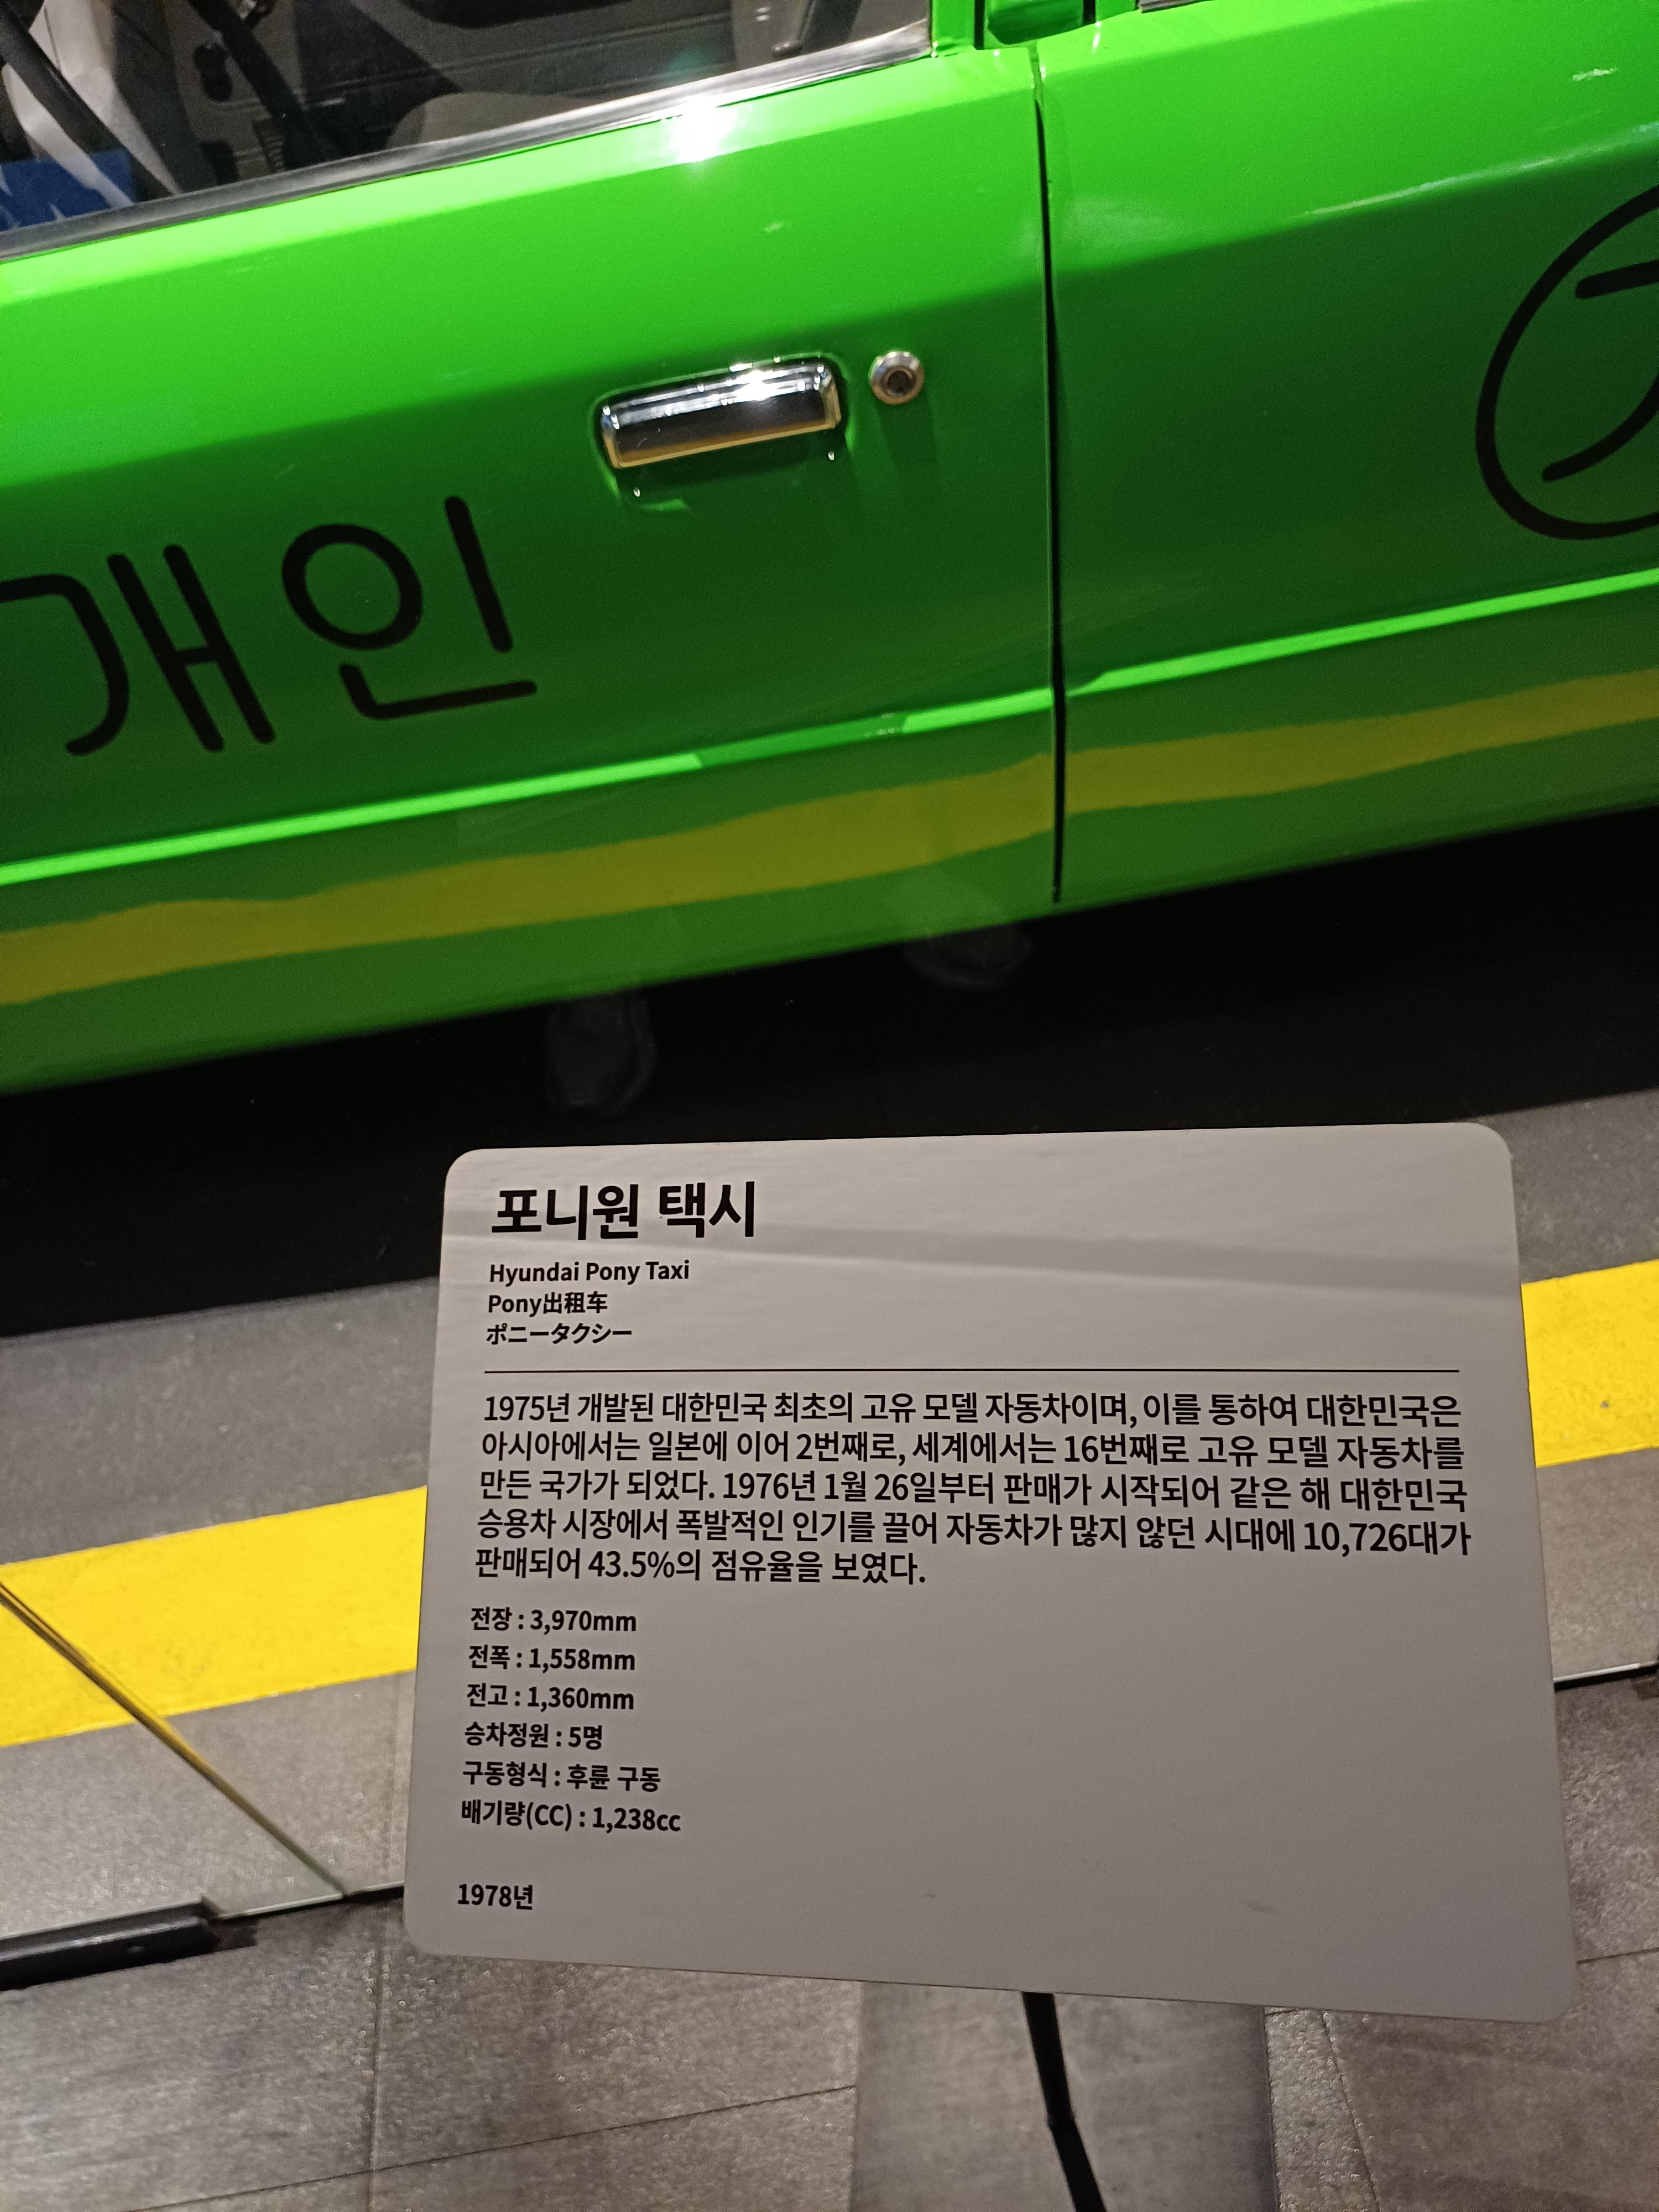 개인
포니원 택시
Hyundai Pony Taxi
Pony出租车
ポニータクシー
1975년 개발된 대한민국 최초의 고유 모델 자동차이며, 이를 통하여 대한민국은
아시아에서는 일본에 이어 2번째로, 세계에서는 16번째로 고유 모델 자동차를
만든 국가가 되었다. 1976년 1월 26일부터 판매가 시작되어 같은 해 대한민국
승용차 시장에서 폭발적인 인기를 끌어 자동차가 많지 않던 시대에 10,726대가
판매되어 43.5%의 점유율을 보였다.
전장 : 3,970mm
전폭 : 1,558mm
전고 : 1,360mm
승차정원 : 5명
구동형식 : 후륜 구동
배기량(CC) : 1,238cc
1978년